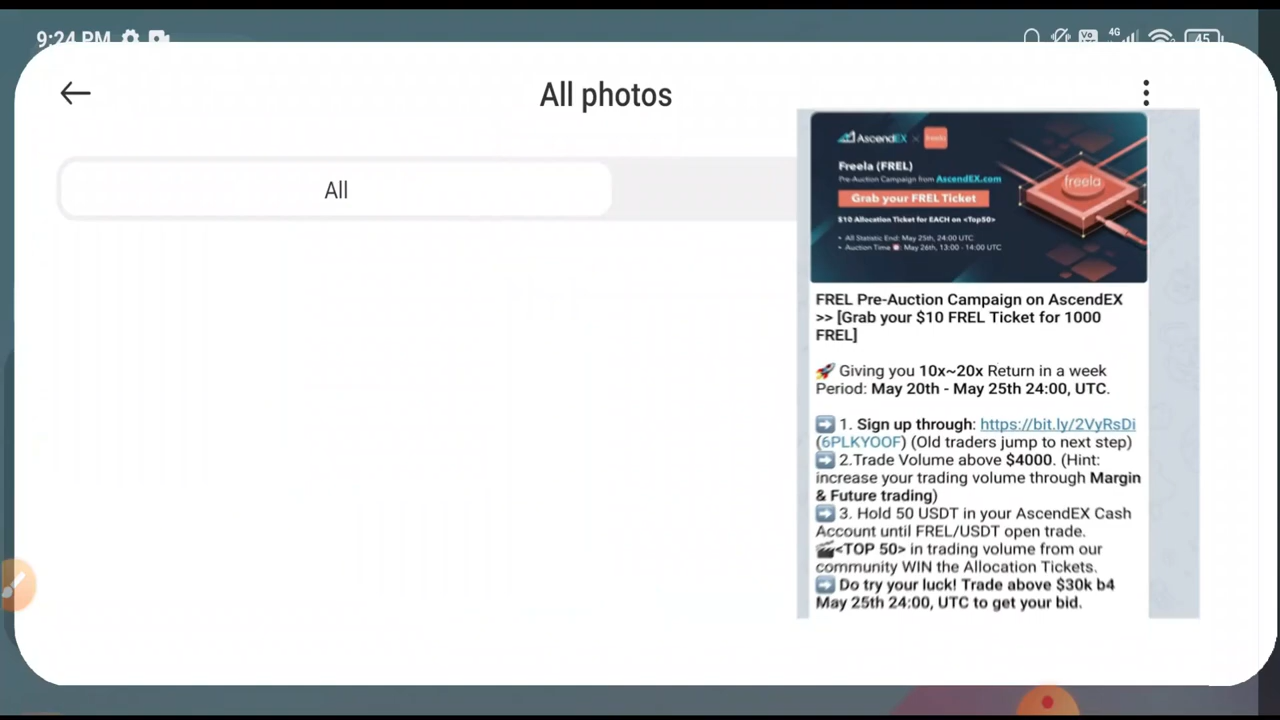 9:24 PM
Vo
4G
45
All photos
All
AscendEX × freela
Freela (FREL)
Pre-Auction Campaign from AscendEX.com
Grab your FREL Ticket
$10 Allocation Ticket for EACH on <Top50>
• All Statistic End: May 25th, 24:00 UTC
• Auction Time ⏰: May 26th, 13:00 - 14:00 UTC
freela
FREL Pre-Auction Campaign on AscendEX
>> [Grab your $10 FREL Ticket for 1000
FREL]
🚀 Giving you 10x~20x Return in a week
Period: May 20th - May 25th 24:00, UTC.
➡️ 1. Sign up through: https://bit.ly/2VyRsDi
(6PLKYOOF) (Old traders jump to next step)
➡️ 2.Trade Volume above $4000. (Hint:
increase your trading volume through Margin
& Future trading)
➡️ 3. Hold 50 USDT in your AscendEX Cash
Account until FREL/USDT open trade.
🎬<TOP 50> in trading volume from our
community WIN the Allocation Tickets.
➡️ Do try your luck! Trade above $30k b4
May 25th 24:00, UTC to get your bid.